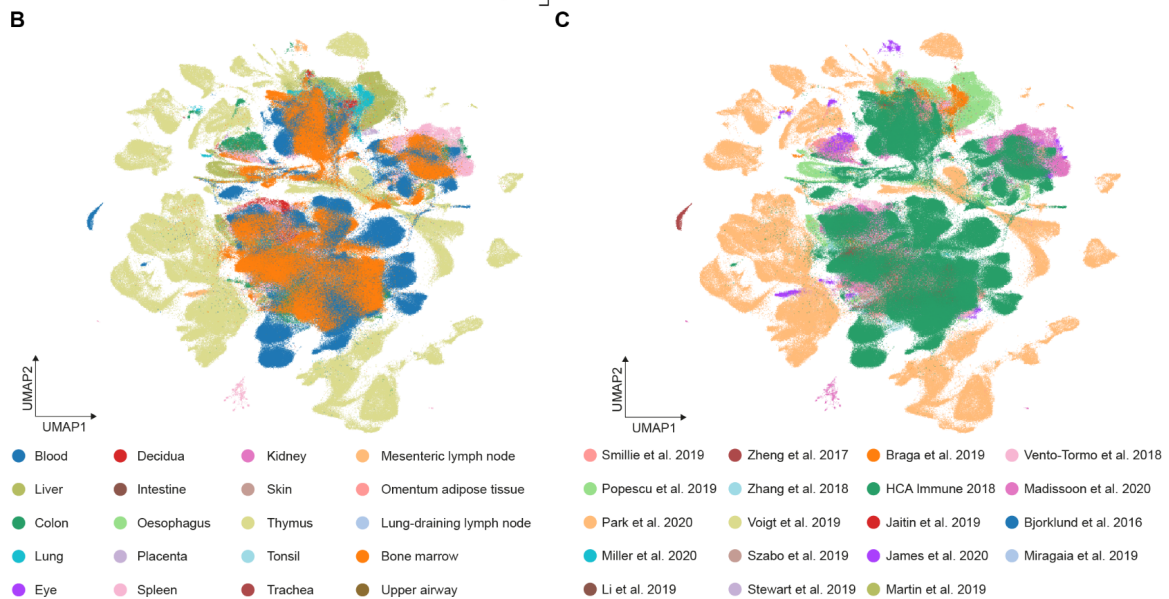 B
C
UMAP2
UMAP1
UMAP2
UMAP1
Blood
Decidua
Kidney
Mesenteric lymph node
Liver
Intestine
Skin
Omentum adipose tissue
Colon
Oesophagus
Thymus
Lung-draining lymph node
Lung
Placenta
Tonsil
Bone marrow
Eye
Spleen
Trachea
Upper airway
Smillie et al. 2019
Zheng et al. 2017
Braga et al. 2019
Vento-Tormo et al. 2018
Popescu et al. 2019
Zhang et al. 2018
HCA Immune 2018
Madissoon et al. 2020
Park et al. 2020
Voigt et al. 2019
Jaitin et al. 2019
Bjorklund et al. 2016
Miller et al. 2020
Szabo et al. 2019
James et al. 2020
Miragaia et al. 2019
Li et al. 2019
Stewart et al. 2019
Martin et al. 2019